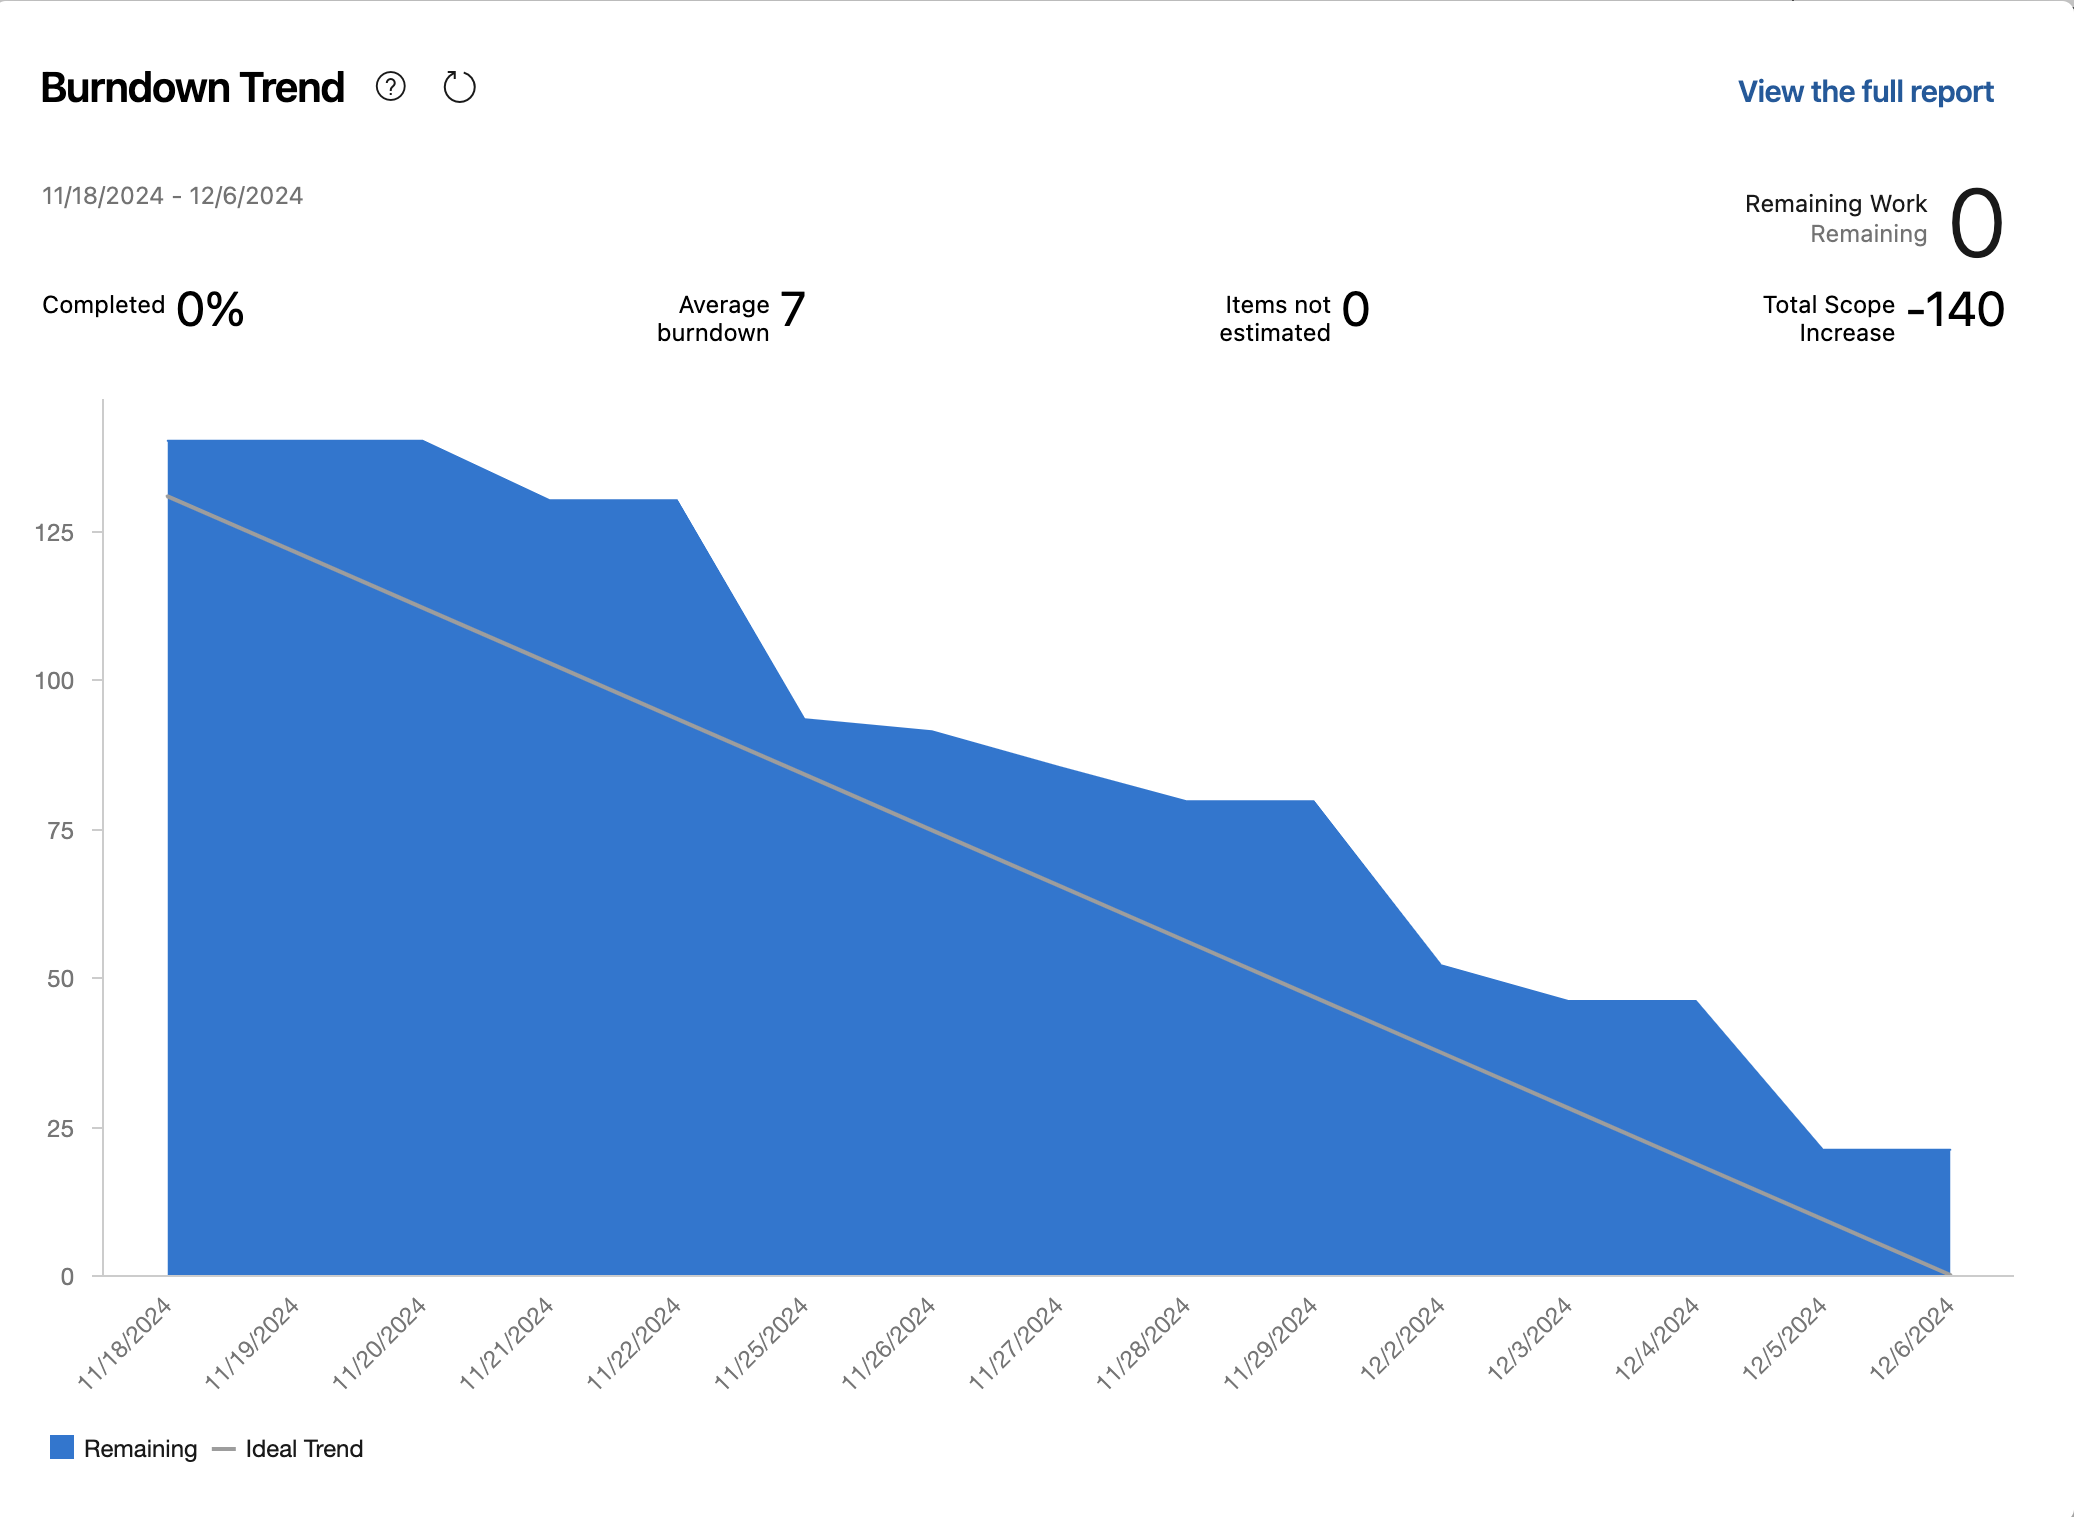 Burndown Trend
View the full report
11/18/2024 - 12/6/2024
Remaining Work
Remaining
0
Completed 0%
Average
burndown
7
Items not
estimated
0
Total Scope
Increase
-140
125
100
75
50
25
0
11/18/2024
11/19/2024
11/20/2024
11/21/2024
11/22/2024
11/25/2024
11/26/2024
11/27/2024
11/28/2024
11/29/2024
12/2/2024
12/3/2024
12/4/2024
12/5/2024
12/6/2024
Remaining
Ideal Trend